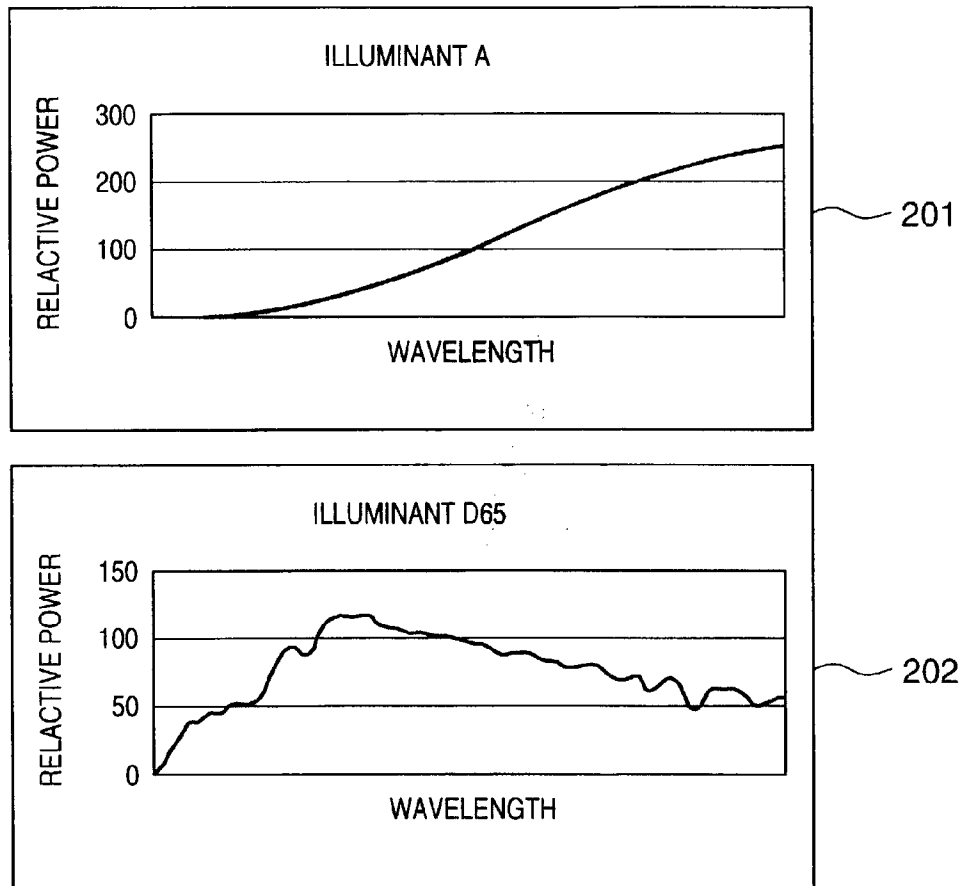 ILLUMINANT A
RELACTIVE POWER
300
200
100
0
WAVELENGTH
201
ILLUMINANT D65
RELACTIVE POWER
150
100
50
0
WAVELENGTH
202